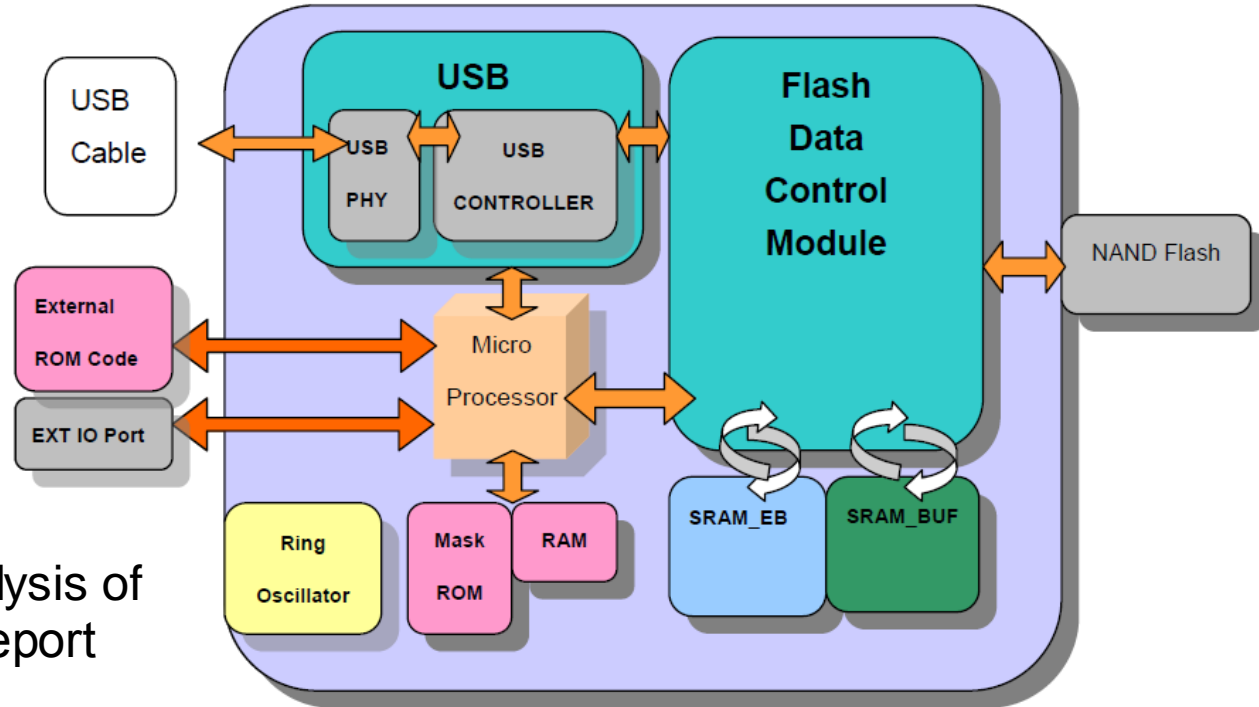 USB
Cable
USB
USB
PHY
USB
CONTROLLER
Flash
Data
Control
Module
NAND Flash
External
ROM Code
EXT IO Port
Micro
Processor
Ring
Oscillator
Mask
ROM
RAM
SRAM_EB
SRAM_BUF
lysis of
eport